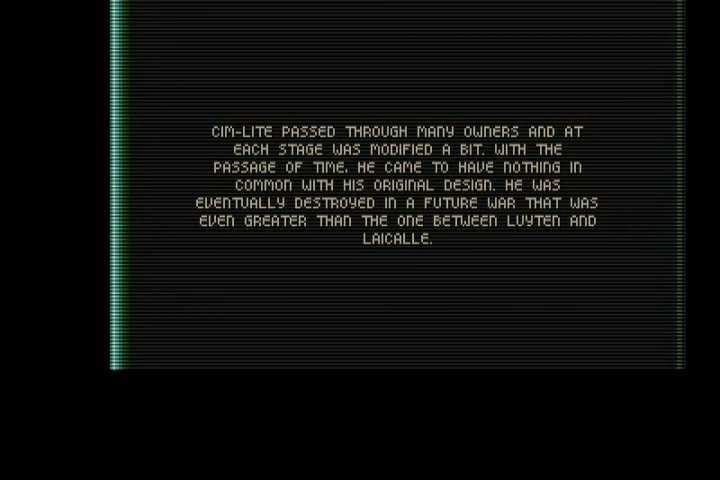 CIM-LITE PASSED THROUGH MANY OWNERS AND AT
EACH STAGE WAS MODIFIED A BIT. WITH THE
PASSAGE OF TIME, HE CAME TO HAVE NOTHING IN
COMMON WITH HIS ORIGINAL DESIGN. HE WAS
EVENTUALLY DESTROYED IN A FUTURE WAR THAT WAS
EVEN GREATER THAN THE ONE BETWEEN LUYTEN AND
LAICALLE.